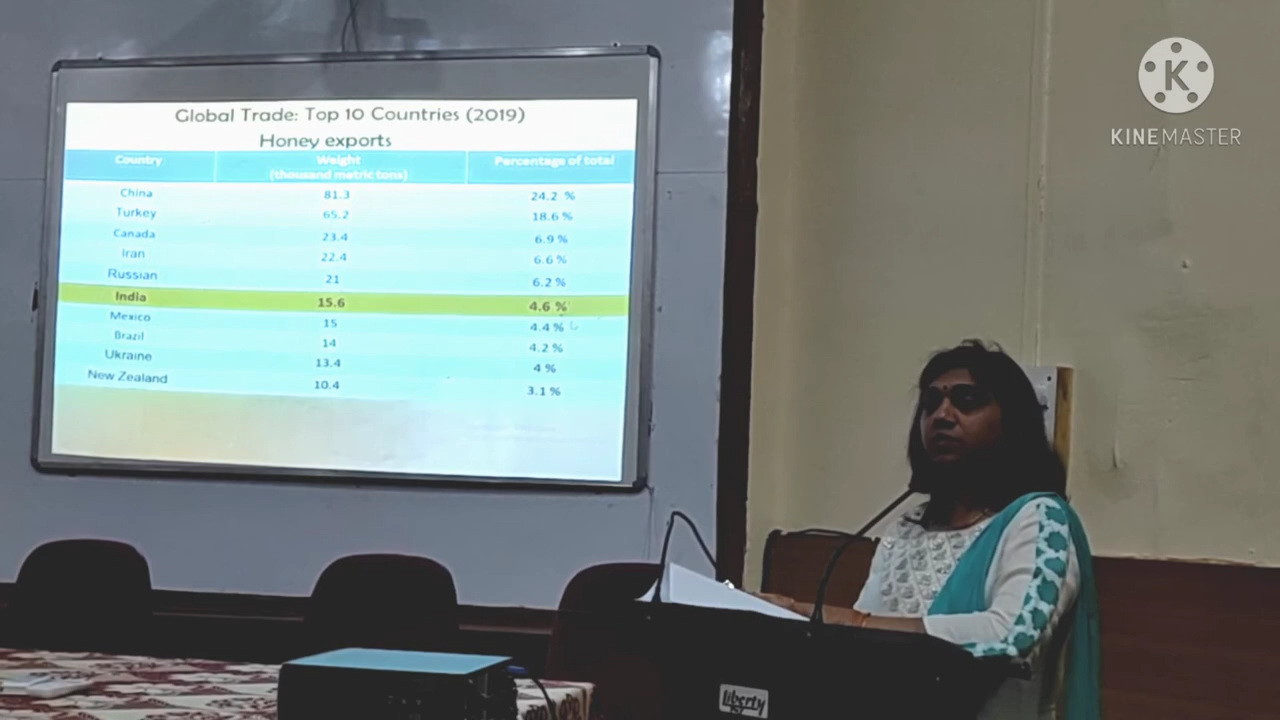 Global Trade: Top 10 Countries (2019)
Honey exports
Country Weight (thousand metric tons) Percentage of total
China 81.3 24.2 %
Turkey 65.2 18.6 %
Canada 23.4 6.9 %
Iran 22.4 6.6 %
Russian 21 6.2 %
India 15.6 4.6 %
Mexico 15 4.4 %
Brazil 14 4.2 %
Ukraine 13.4 4 %
New Zealand 10.4 3.1 %
K
KINEMASTER
Liberty